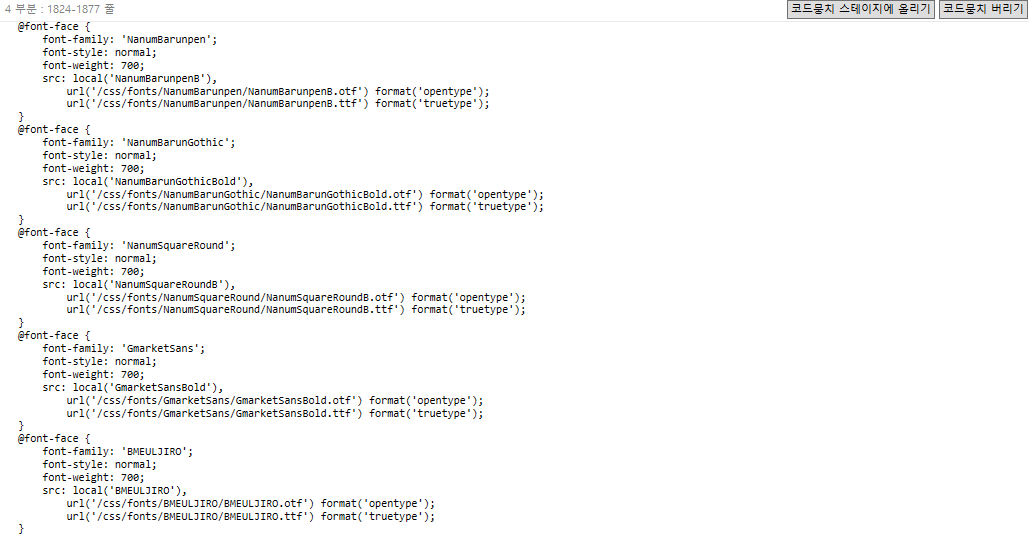 4 부분 : 1824-1877 줄
코드뭉치 스테이지에 올리기
코드뭉치 버리기
@font-face {
    font-family: 'NanumBarunpen';
    font-style: normal;
    font-weight: 700;
    src: local('NanumBarunpenB'),
        url('/css/fonts/NanumBarunpen/NanumBarunpenB.otf') format('opentype');
        url('/css/fonts/NanumBarunpen/NanumBarunpenB.ttf') format('truetype');
}
@font-face {
    font-family: 'NanumBarunGothic';
    font-style: normal;
    font-weight: 700;
    src: local('NanumBarunGothicBold'),
        url('/css/fonts/NanumBarunGothic/NanumBarunGothicBold.otf') format('opentype');
        url('/css/fonts/NanumBarunGothic/NanumBarunGothicBold.ttf') format('truetype');
}
@font-face {
    font-family: 'NanumSquareRound';
    font-style: normal;
    font-weight: 700;
    src: local('NanumSquareRoundB'),
        url('/css/fonts/NanumSquareRound/NanumSquareRoundB.otf') format('opentype');
        url('/css/fonts/NanumSquareRound/NanumSquareRoundB.ttf') format('truetype');
}
@font-face {
    font-family: 'GmarketSans';
    font-style: normal;
    font-weight: 700;
    src: local('GmarketSansBold'),
        url('/css/fonts/GmarketSans/GmarketSansBold.otf') format('opentype');
        url('/css/fonts/GmarketSans/GmarketSansBold.ttf') format('truetype');
}
@font-face {
    font-family: 'BMEULJIRO';
    font-style: normal;
    font-weight: 700;
    src: local('BMEULJIRO'),
        url('/css/fonts/BMEULJIRO/BMEULJIRO.otf') format('opentype');
        url('/css/fonts/BMEULJIRO/BMEULJIRO.ttf') format('truetype');
}